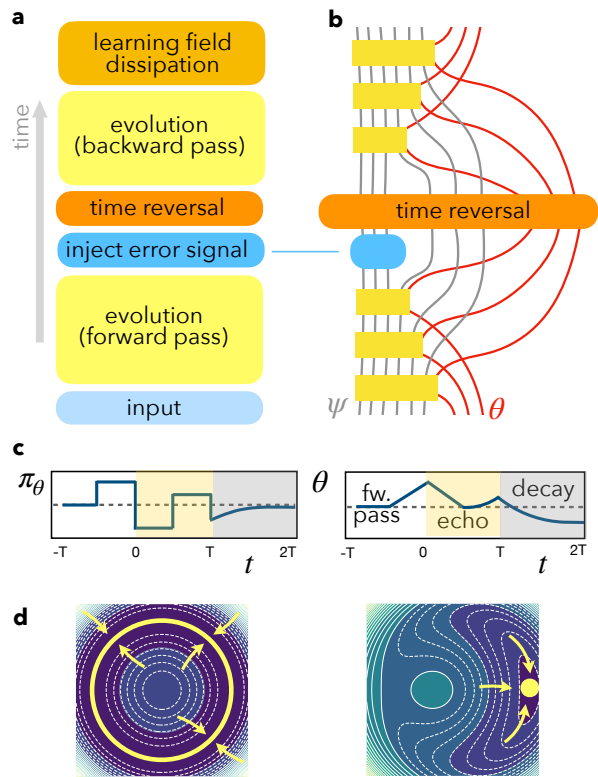 a
learning field
dissipation
time
evolution
(backward pass)
time reversal
inject error signal
evolution
(forward pass)
input
b
time reversal
ψ
θ
c
π_θ
-T
0
T
2T
t
θ
fw.
pass
echo
decay
-T
0
T
2T
t
d